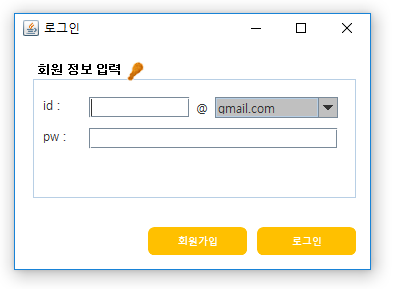 로그인
회원 정보 입력
id : @ gmail.com
pw :
회원가입 로그인